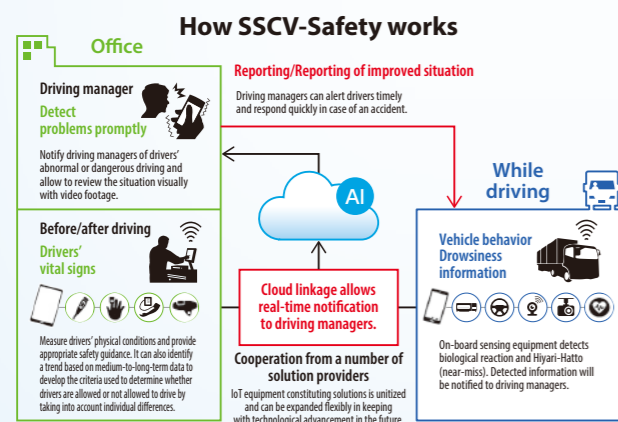 How SSCV-Safety works
Office
Driving manager
Detect
problems promptly
Notify driving managers of drivers'
abnormal or dangerous driving and
allow to review the situation visually
with video footage.
Before/after driving
Drivers'
vital signs
Measure drivers' physical conditions and provide
appropriate safety guidance. It can also identify
a trend based on medium-to-long-term data to
develop the criteria used to determine whether
drivers are allowed or not allowed to drive by
taking into account individual differences.
Reporting/Reporting of improved situation
Driving managers can alert drivers timely
and respond quickly in case of an accident.
AI
Cloud linkage allows
real-time notification
to driving managers.
Cooperation from a number of
solution providers
IoT equipment constituting solutions is unitized
and can be expanded flexibly in keeping
with technological advancement in the future.
While
driving
Vehicle behavior
Drowsiness
information
On-board sensing equipment detects
biological reaction and Hiyari-Hatto
(near-miss). Detected information will
be notified to driving managers.